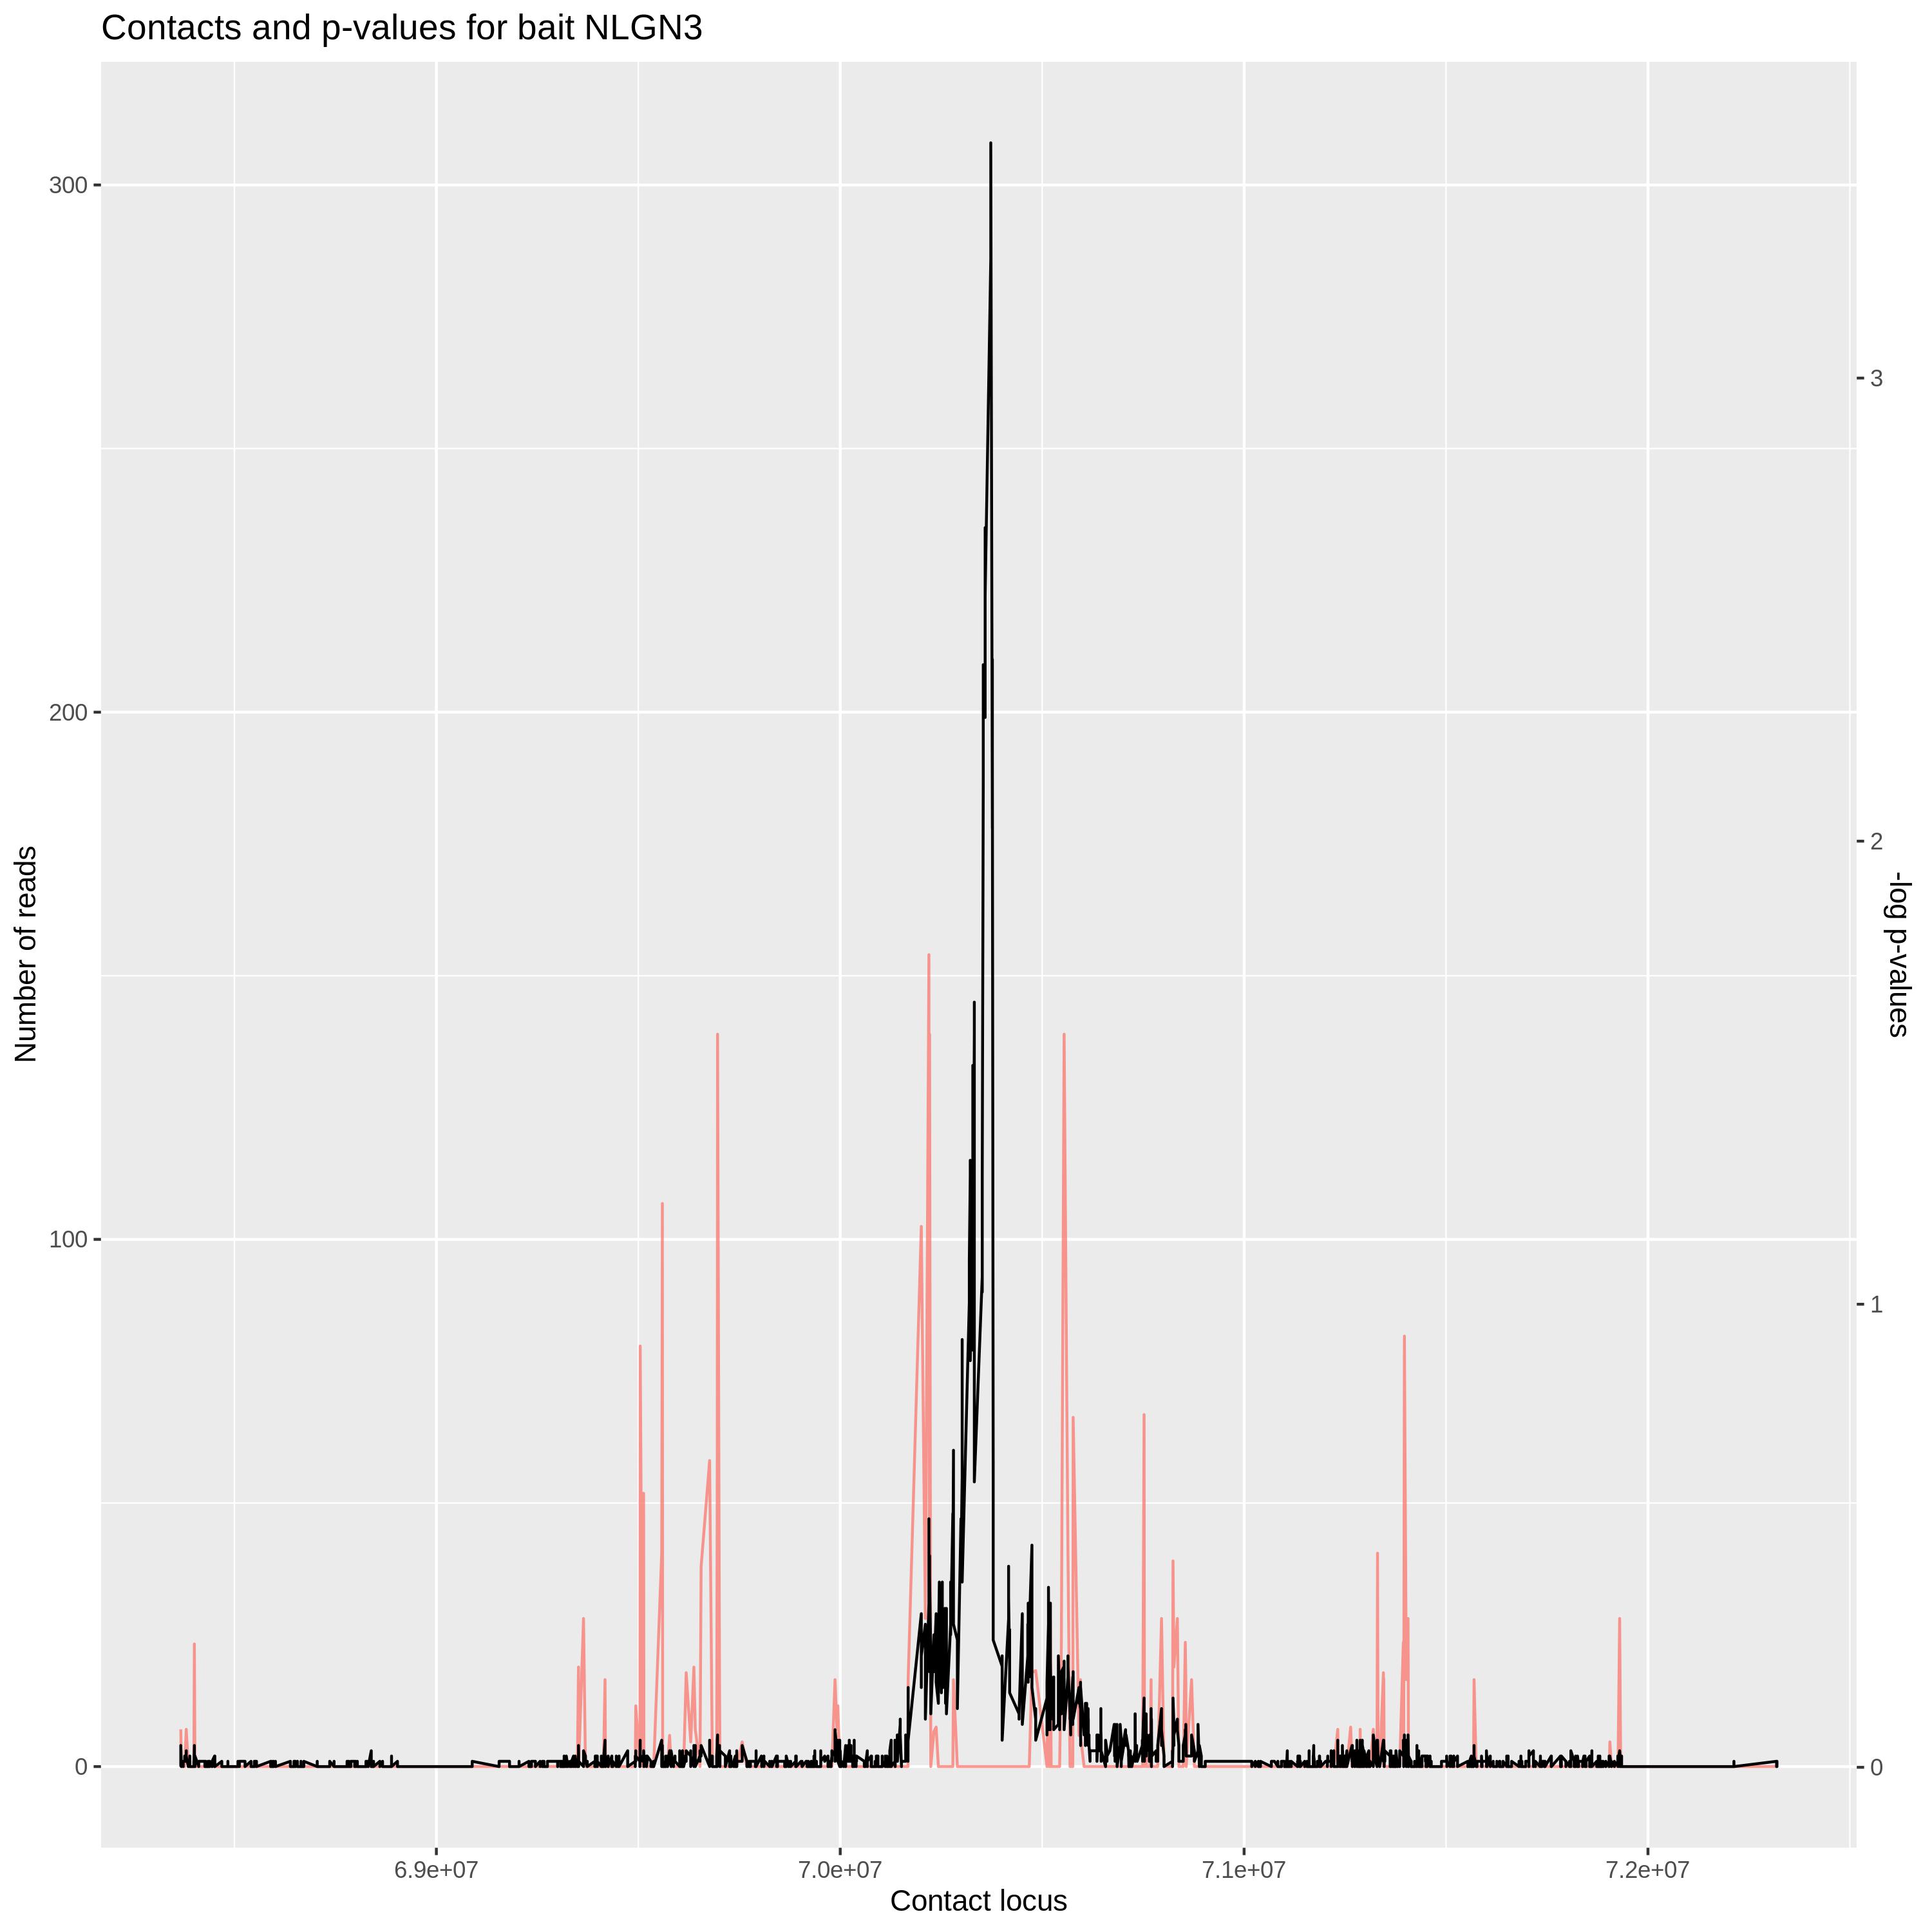 Contacts and p-values for bait NLGN3
300
200
100
0
Number of reads
3
2
1
0
-log p-values
6.9e+07 7.0e+07 7.1e+07 7.2e+07
Contact locus